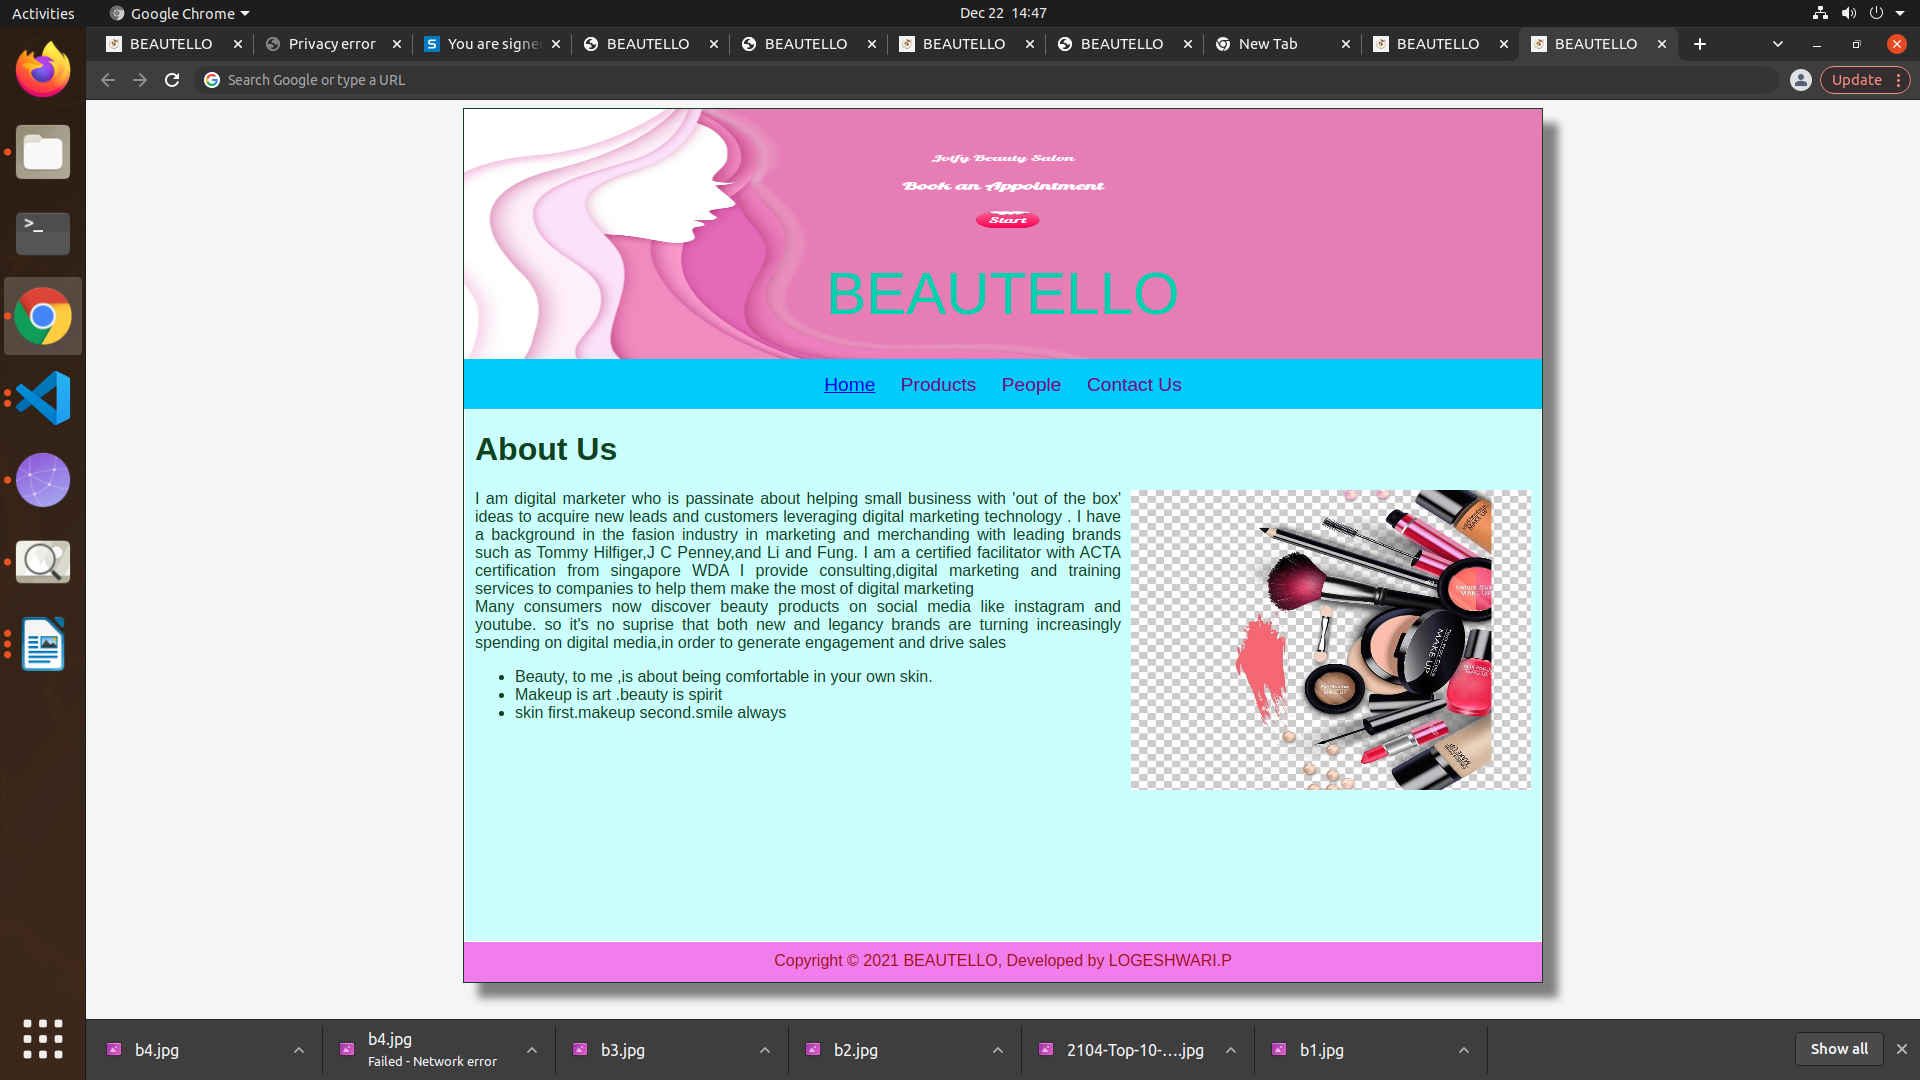 Activities
Google Chrome
Dec 22 14:47
BEAUTELLO
Privacy error
You are signe
BEAUTELLO
BEAUTELLO
BEAUTELLO
BEAUTELLO
New Tab
BEAUTELLO
BEAUTELLO
Search Google or type a URL
Update
Jotfy Beauty Salon
Book an Appointment
Start
BEAUTELLO
Home Products People Contact Us
About Us
I am digital marketer who is passinate about helping small business with 'out of the box'
ideas to acquire new leads and customers leveraging digital marketing technology . I have
a background in the fasion industry in marketing and merchanding with leading brands
such as Tommy Hilfiger,J C Penney,and Li and Fung. I am a certified facilitator with ACTA
certification from singapore WDA I provide consulting,digital marketing and training
services to companies to help them make the most of digital marketing
Many consumers now discover beauty products on social media like instagram and
youtube. so it's no suprise that both new and legancy brands are turning increasingly
spending on digital media,in order to generate engagement and drive sales
Beauty, to me ,is about being comfortable in your own skin.
Makeup is art .beauty is spirit
skin first.makeup second.smile always
MAKE UP
Copyright © 2021 BEAUTELLO, Developed by LOGESHWARI.P
b4.jpg
b4.jpg
Failed - Network error
b3.jpg
b2.jpg
2104-Top-10-….jpg
b1.jpg
Show all